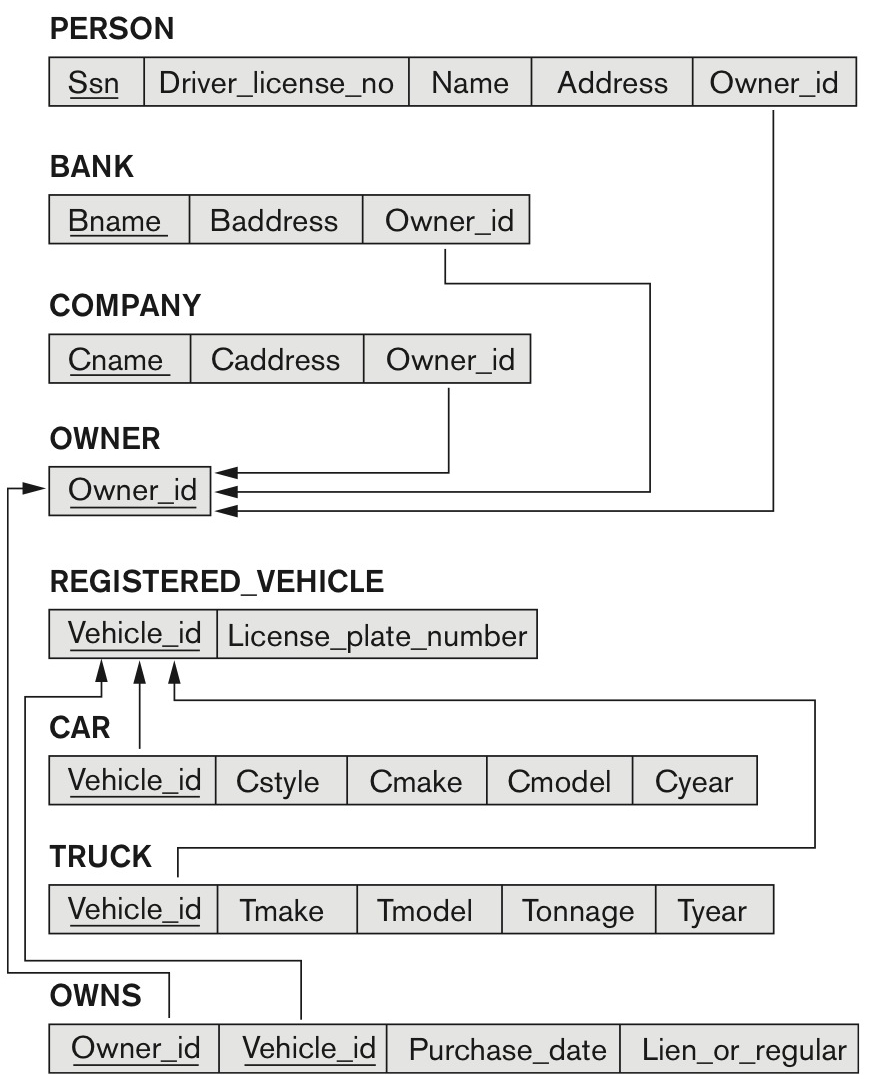 PERSON
Ssn Driver_license_no Name Address Owner_id
BANK
Bname Baddress Owner_id
COMPANY
Cname Caddress Owner_id
OWNER
Owner_id
REGISTERED_VEHICLE
Vehicle_id License_plate_number
CAR
Vehicle_id Cstyle Cmake Cmodel Cyear
TRUCK
Vehicle_id Tmake Tmodel Tonnage Tyear
OWNS
Owner_id Vehicle_id Purchase_date Lien_or_regular